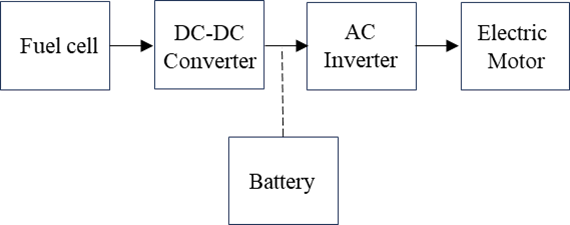 Fuel cell
DC-DC
Converter
AC
Inverter
Electric
Motor
Battery